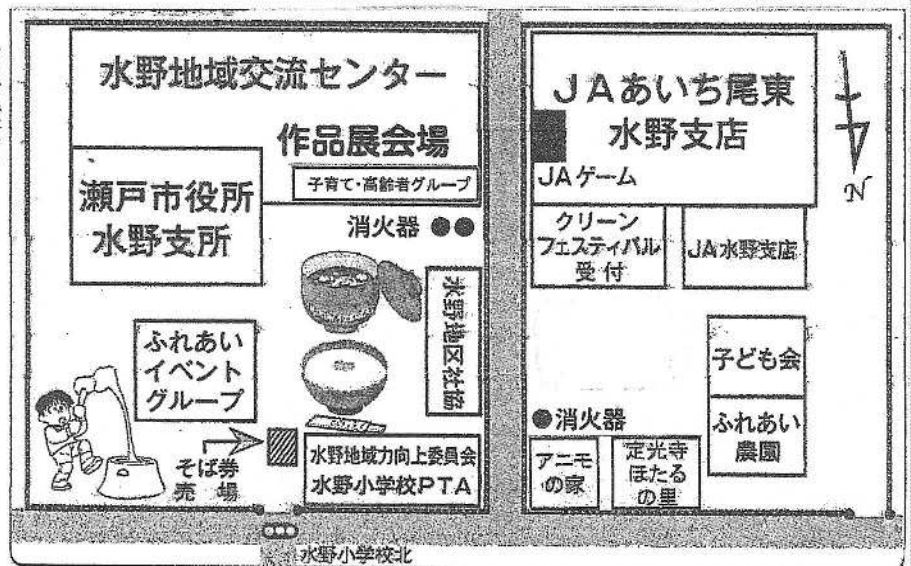 水野地域交流センター
作品展会場
子育て・高齢者グループ
瀬戸市役所
水野支所
消火器
水野地区社協
ふれあい
イベント
グループ
そば券
売場
水野地域力向上委員会
水野小学校PTA
JAあいち尾東
水野支店
JAゲーム
クリーン
フェスティバル
受付
JA水野支店
子ども会
ふれあい
農園
消火器
アニモ
の家
定光寺
ほたる
の里
N
水野小学校北